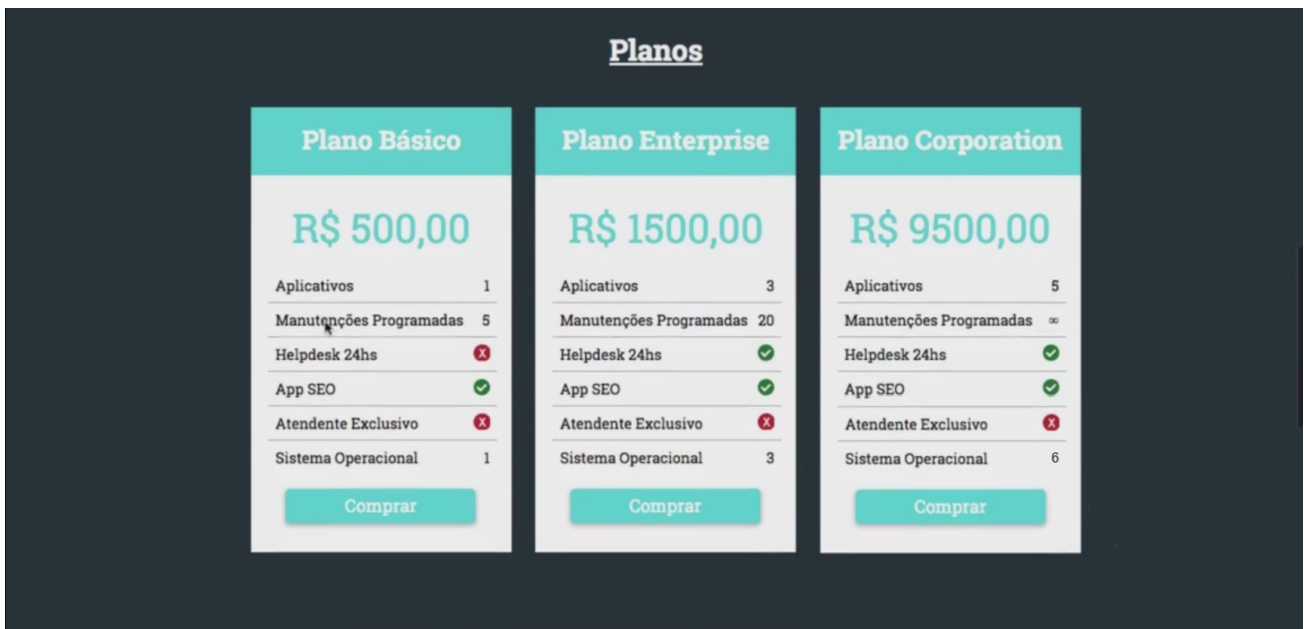 Planos
Plano Básico
R$ 500,00
Aplicativos 1
Manutenções Programadas 5
Helpdesk 24hs X
App SEO
Atendente Exclusivo X
Sistema Operacional 1
Comprar
Plano Enterprise
R$ 1500,00
Aplicativos 3
Manutenções Programadas 20
Helpdesk 24hs
App SEO
Atendente Exclusivo X
Sistema Operacional 3
Comprar
Plano Corporation
R$ 9500,00
Aplicativos 5
Manutenções Programadas ∞
Helpdesk 24hs
App SEO
Atendente Exclusivo X
Sistema Operacional 6
Comprar